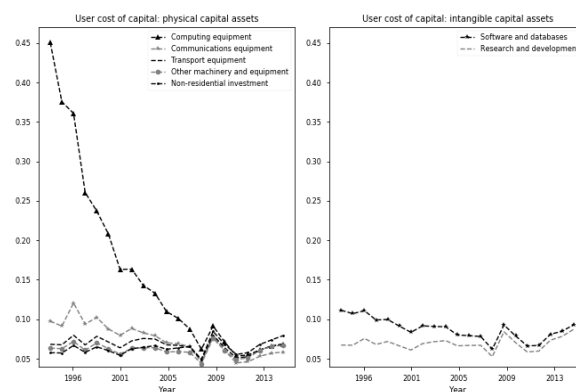 User cost of capital: physical capital assets
Computing equipment
Communications equipment
Transport equipment
Other machinery and equipment
Non-residential investment
0.45
0.40
0.35
0.30
0.25
0.20
0.15
0.10
0.05
1996
2001
2005
2009
2013
Year
User cost of capital: intangible capital assets
Software and databases
Research and developmen
0.45
0.40
0.35
0.30
0.25
0.20
0.15
0.10
0.05
1996
2001
2005
2009
2013
Year